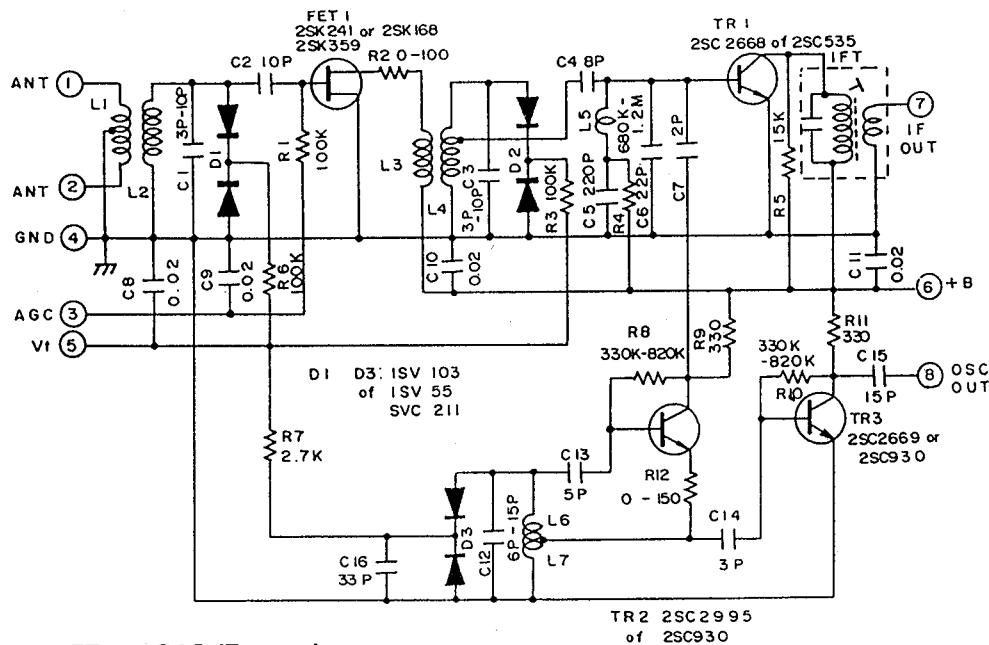 FET 1
2SK241 or 2SK168
2SK359
TR 1
2SC 2668 of 2SC535
R2 0-100
C2 10P
C4 8P
IFT
ANT 1
L1
L2
3P-10P
C1
D1
R1
100K
L3
L4
C3
3P-10P
D2
R3 100K
L5
680K-1.2M
C5 220P
R4
C6 22P
2P
C7
15K
R5
7
IF
OUT
ANT 2
GND 4
C8
0.02
C9
0.02
R6
100K
C10
0.02
C11
0.02
6 +B
AGC 3
Vt 5
R8
330K-820K
R9
330
330K
-820K
R10
R11
330
C15
15P
8 OSC
OUT
D1 D3: 1SV 103
of 1SV 55
SVC 211
TR3
2SC2669 or
2SC930
R7
2.7K
C13
5P
R12
0-150
C14
3P
D3
C12
6P-15P
L6
L7
C16
33P
TR2 2SC2995
of 2SC930